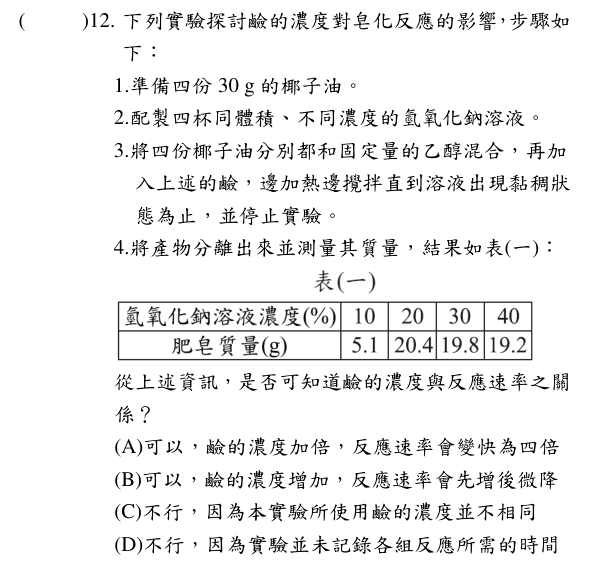 (　　)12. 下列實驗探討鹼的濃度對皂化反應的影響，步驟如
下：
1.準備四份 30 g 的椰子油。
2.配製四杯同體積、不同濃度的氫氧化鈉溶液。
3.將四份椰子油分別都和固定量的乙醇混合，再加
入上述的鹼，邊加熱邊攪拌直到溶液出現黏稠狀
態為止，並停止實驗。
4.將產物分離出來並測量其質量，結果如表(一)：
表(一)
氫氧化鈉溶液濃度(%) 10 20 30 40
肥皂質量(g) 5.1 20.4 19.8 19.2
從上述資訊，是否可知道鹼的濃度與反應速率之關
係？
(A)可以，鹼的濃度加倍，反應速率會變快為四倍
(B)可以，鹼的濃度增加，反應速率會先增後微降
(C)不行，因為本實驗所使用鹼的濃度並不相同
(D)不行，因為實驗並未記錄各組反應所需的時間